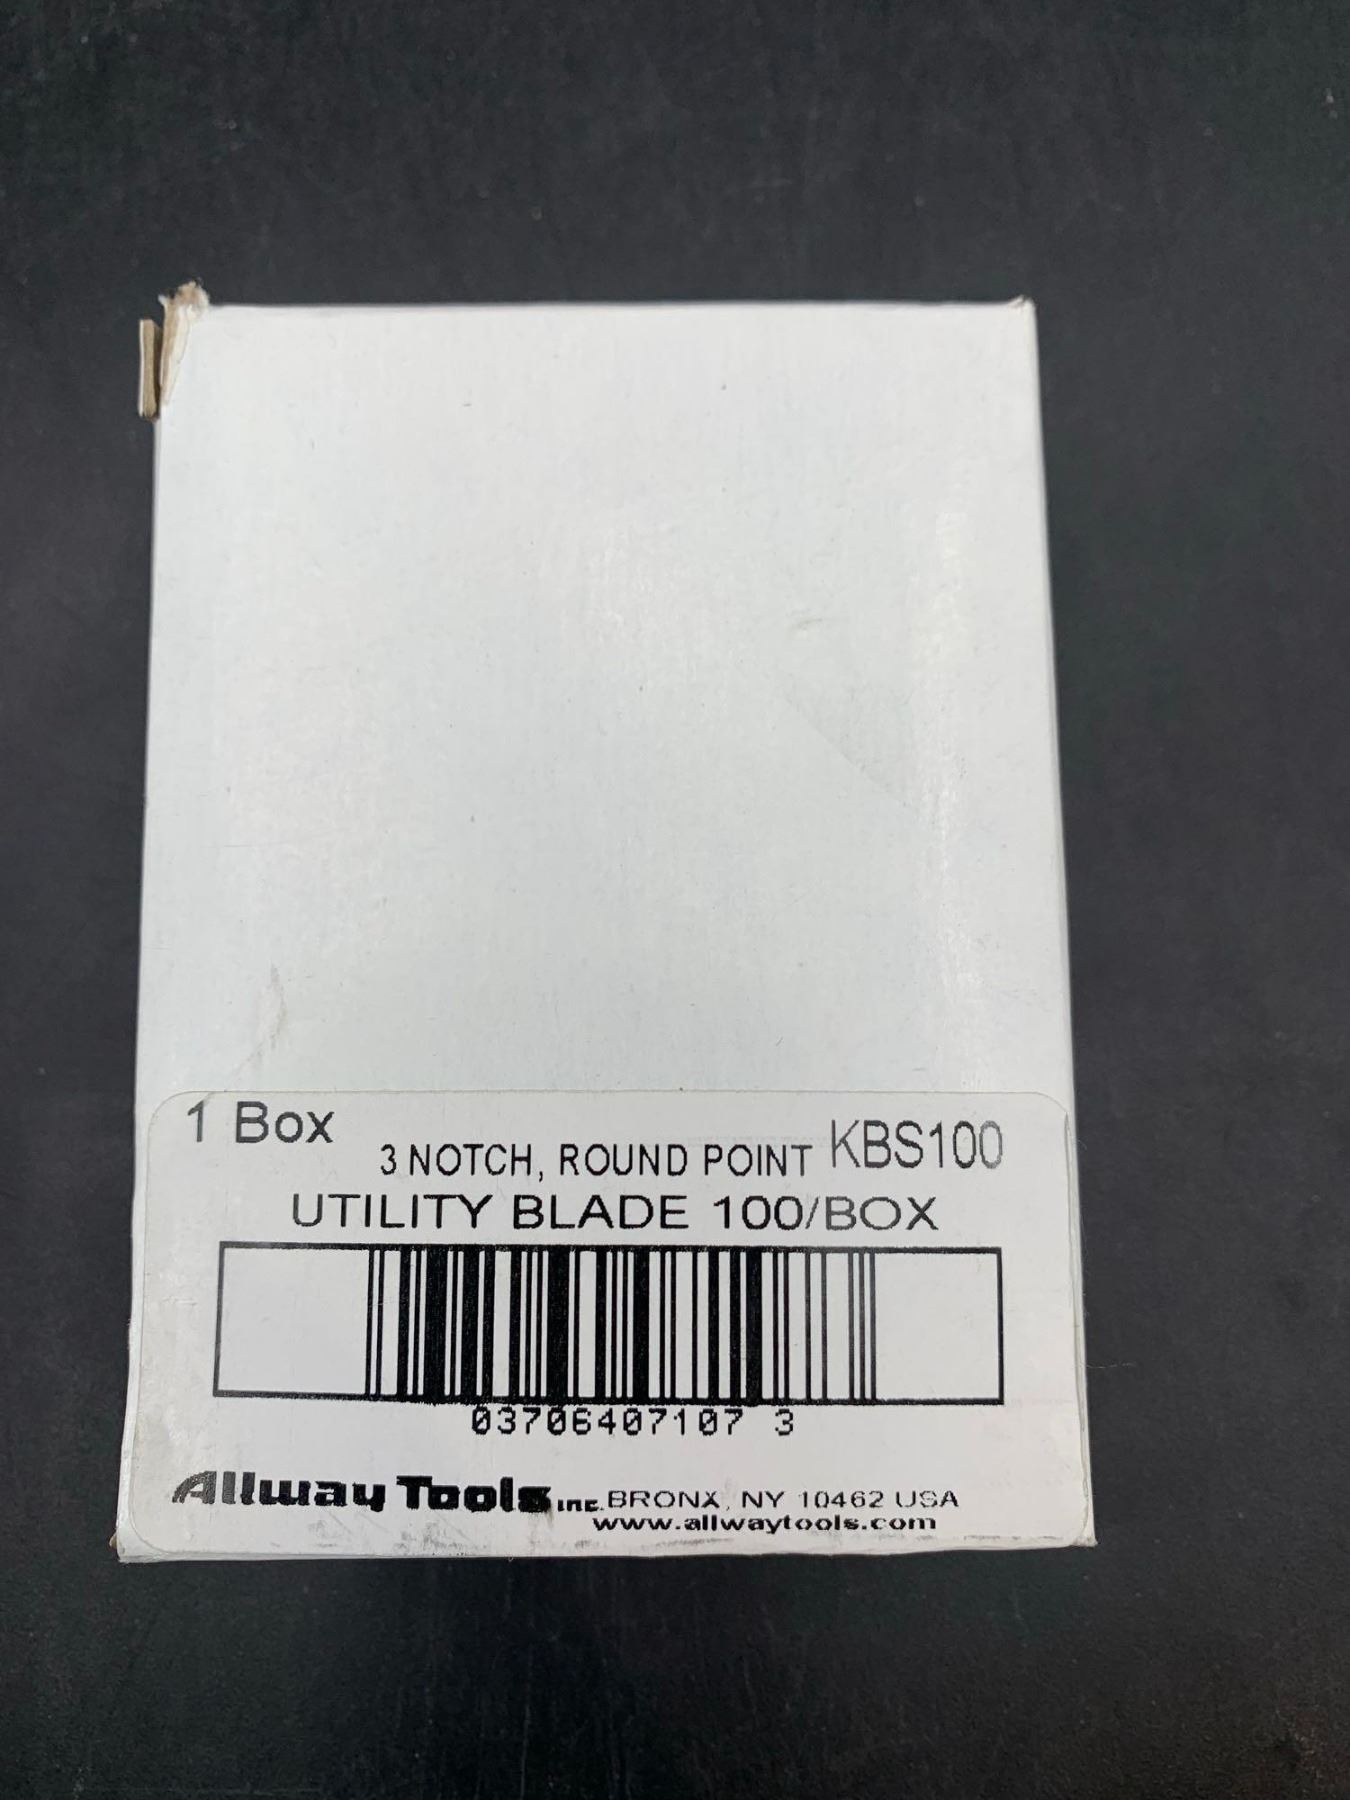 1 Box
3 NOTCH, ROUND POINT KBS100
UTILITY BLADE 100/BOX
03706407107 3
Allway Tools inc. BRONX, NY 10462 USA
www.allwaytools.com